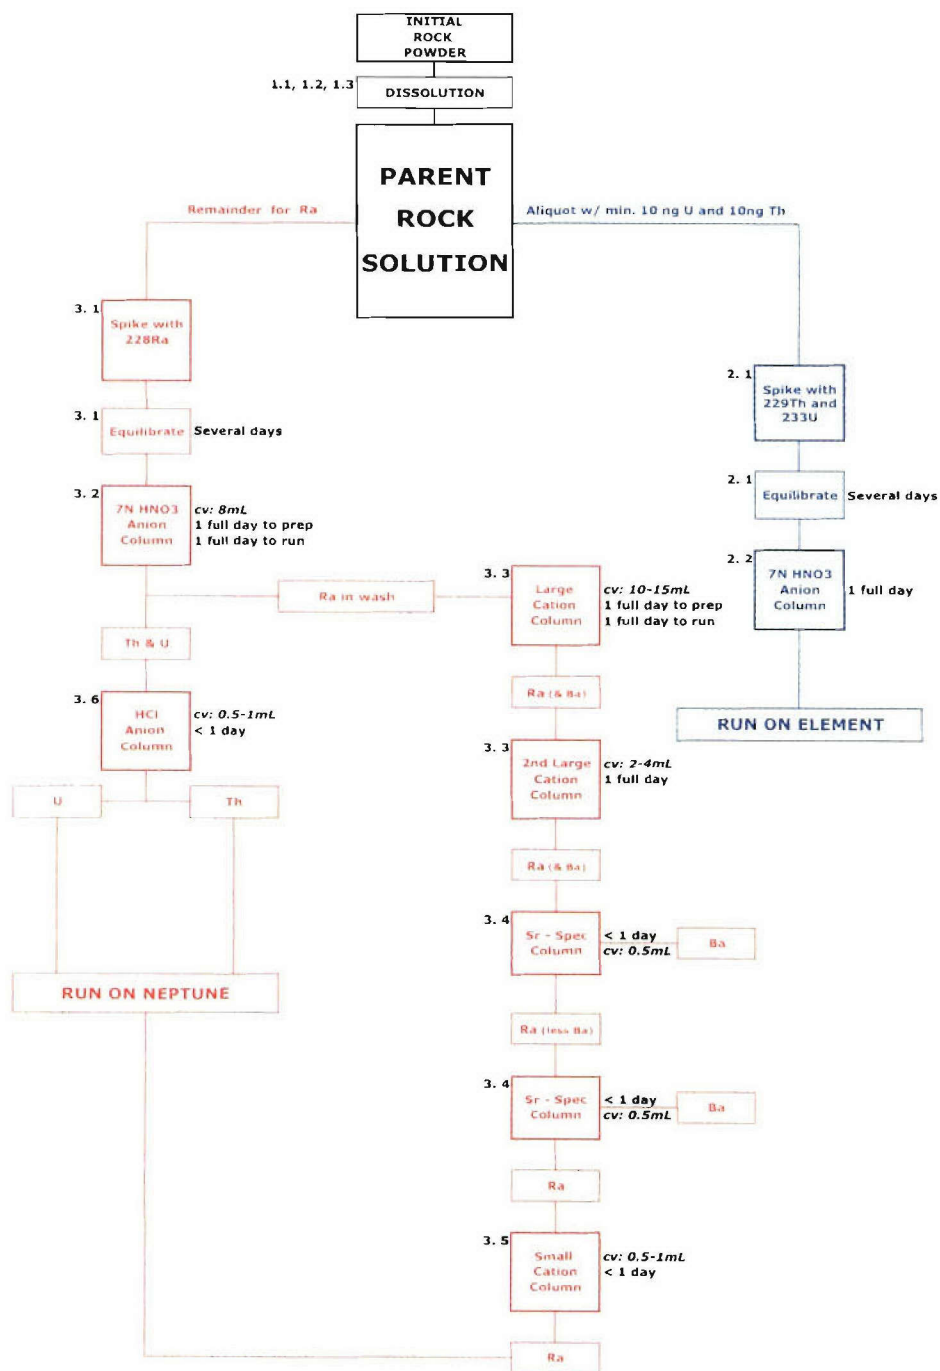 INITIAL
ROCK
POWDER
1.1, 1.2, 1.3
DISSOLUTION
PARENT
ROCK
SOLUTION
Remainder for Ra
Aliquot w/ min. 10 ng U and 10ng Th
3. 1
Spike with
228Ra
3. 1
Equilibrate
Several days
3. 2
7N HNO3
Anion
Column
cv: 8mL
1 full day to prep
1 full day to run
2. 1
Spike with
229Th and
233U
2. 1
Equilibrate
Several days
2. 2
7N HNO3
Anion
Column
1 full day
RUN ON ELEMENT
Ra in wash
3. 3
Large
Cation
Column
cv: 10-15mL
1 full day to prep
1 full day to run
Th & U
3. 6
HCl
Anion
Column
cv: 0.5-1mL
< 1 day
U
Th
RUN ON NEPTUNE
Ra (& Ba)
3. 3
2nd Large
Cation
Column
cv: 2-4mL
1 full day
Ra (& Ba)
3. 4
Sr - Spec
Column
< 1 day
cv: 0.5mL
Ba
Ra (less Ba)
3. 4
Sr - Spec
Column
< 1 day
cv: 0.5mL
Ba
Ra
3. 5
Small
Cation
Column
cv: 0.5-1mL
< 1 day
Ra